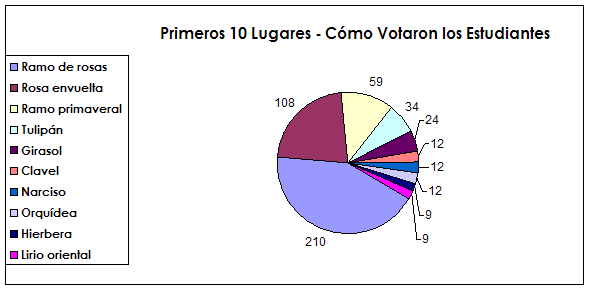 Primeros 10 Lugares - Cómo Votaron los Estudiantes
Ramo de rosas
Rosa envuelta
Ramo primaveral
Tulipán
Girasol
Clavel
Narciso
Orquídea
Hierbera
Lirio oriental
59
34
24
12
12
12
9
9
210
108